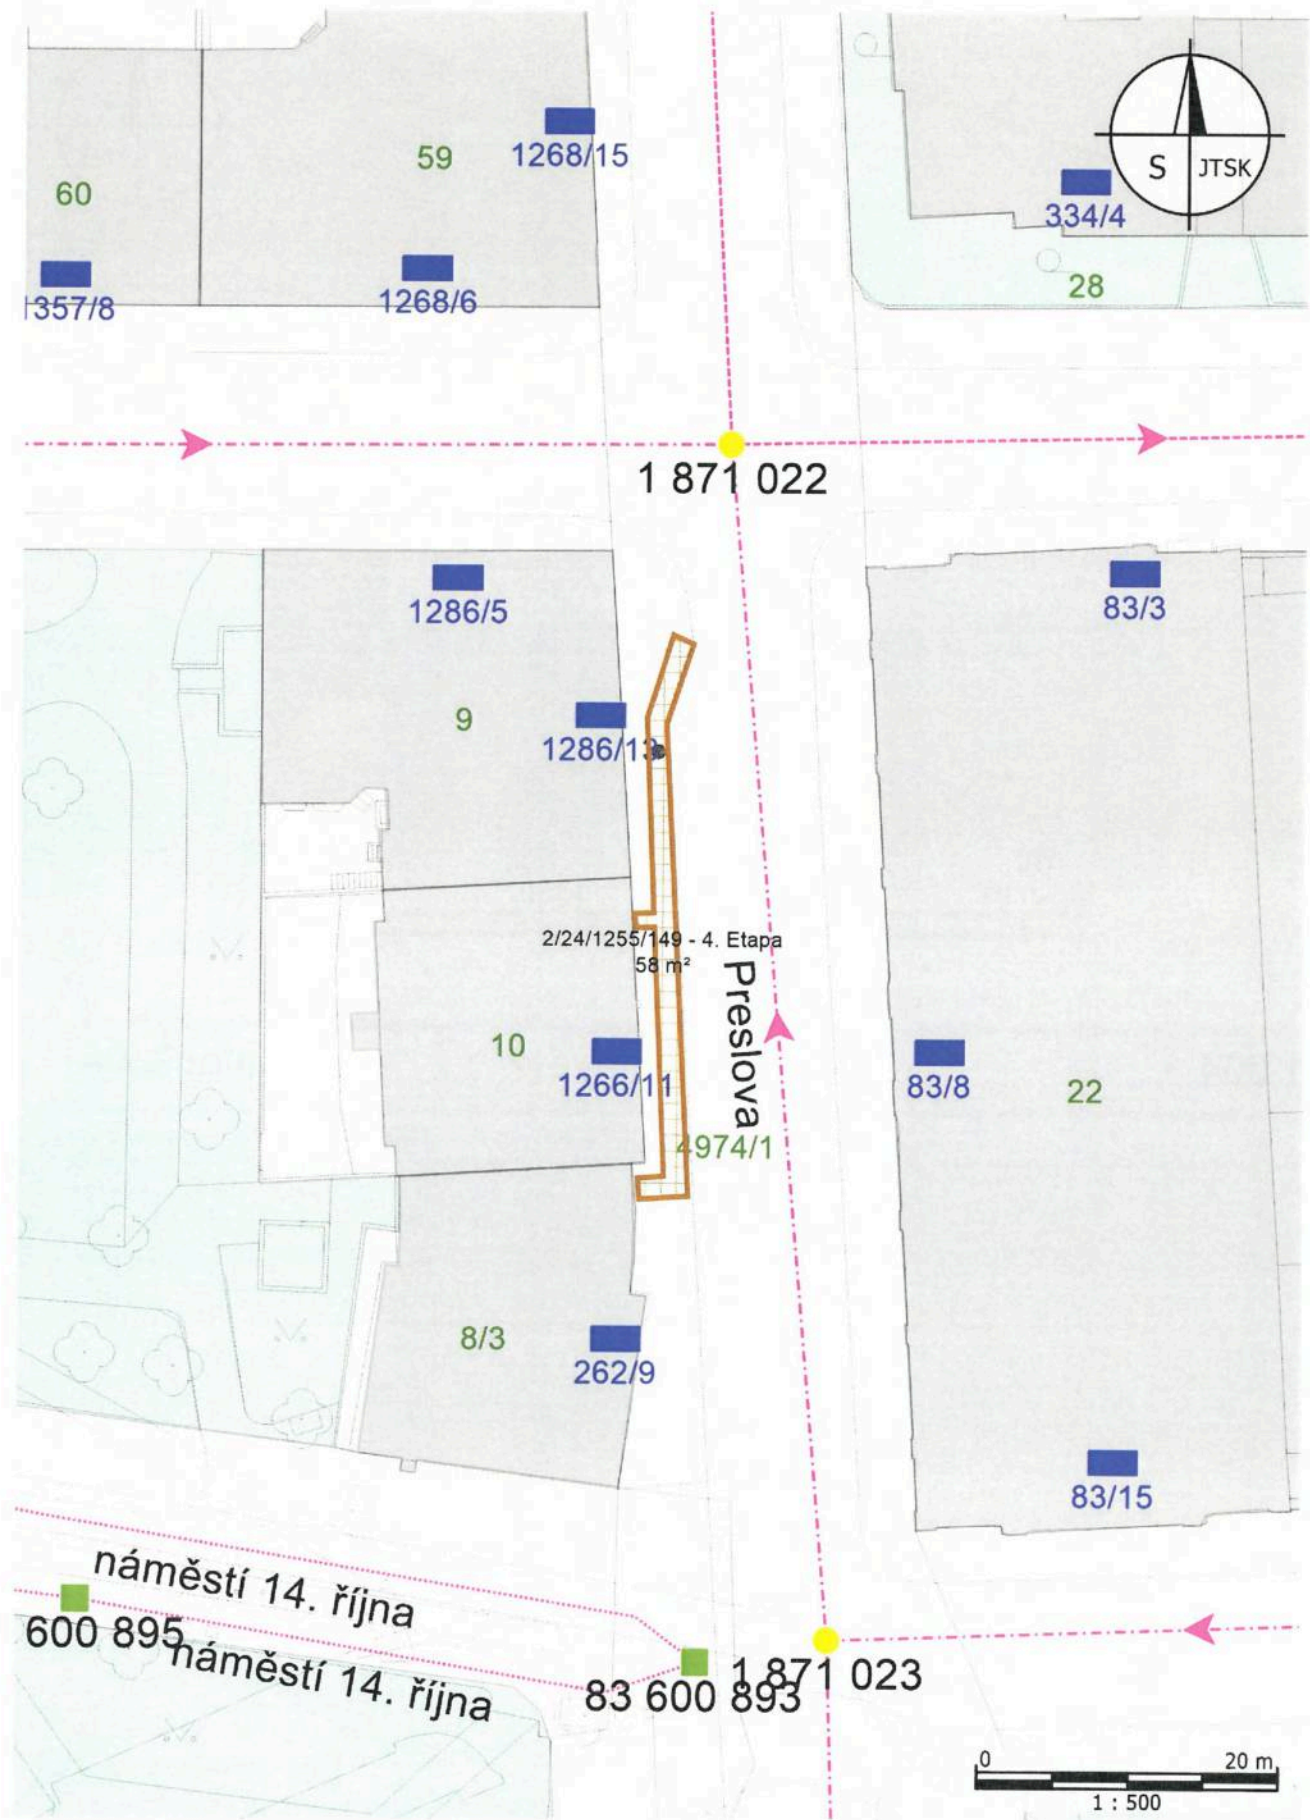 59
1268/15
60
S JTSK
334/4
1357/8
1268/6
28
1 871 022
1286/5
83/3
9
1286/13
2/24/1255/149 - 4. Etapa
58 m²
Preslova
10
1266/11
83/8
22
4974/1
8/3
262/9
83/15
náměstí 14. října
600 895
náměstí 14. října
83 600 893
1 871 023
0 20 m
1 : 500